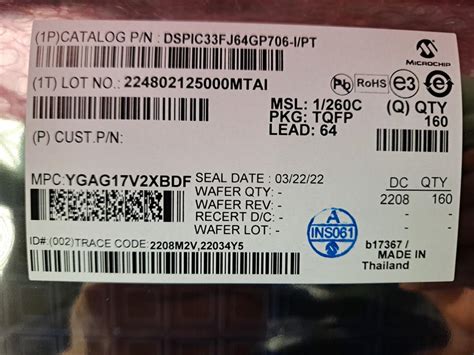 (1P)CATALOG P/N : DSPIC33FJ64GP706-I/PT
MICROCHIP
(1T) LOT NO.: 224802125000MTAI
Pb RoHS e3 e
MSL: 1/260C (Q) QTY
PKG: TQFP 160
LEAD: 64
(P) CUST.P/N:
MPC:YGAG17V2XBDF
SEAL DATE : 03/22/22
WAFER QTY: -
WAFER REV: -
RECERT D/C: -
WAFER LOT: -
DC QTY
2208 160
A
INS061
b17367 /
MADE IN
Thailand
ID#:(002)TRACE CODE: 2208M2V,22034Y5